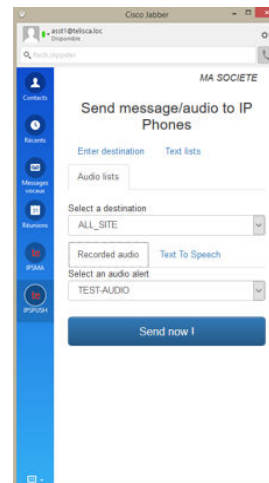 Cisco Jabber
asst1@telisca.loc
Disponible
MA SOCIETE
Contacts
Send message/audio to IP
Phones
Récents
Enter destination
Text lists
Audio lists
Messages
vocaux
Select a destination
ALL_SITE
Réunions
Recorded audio
Text To Speech
IPSMA
Select an audio alert
TEST-AUDIO
IPSPUSH
Send now !